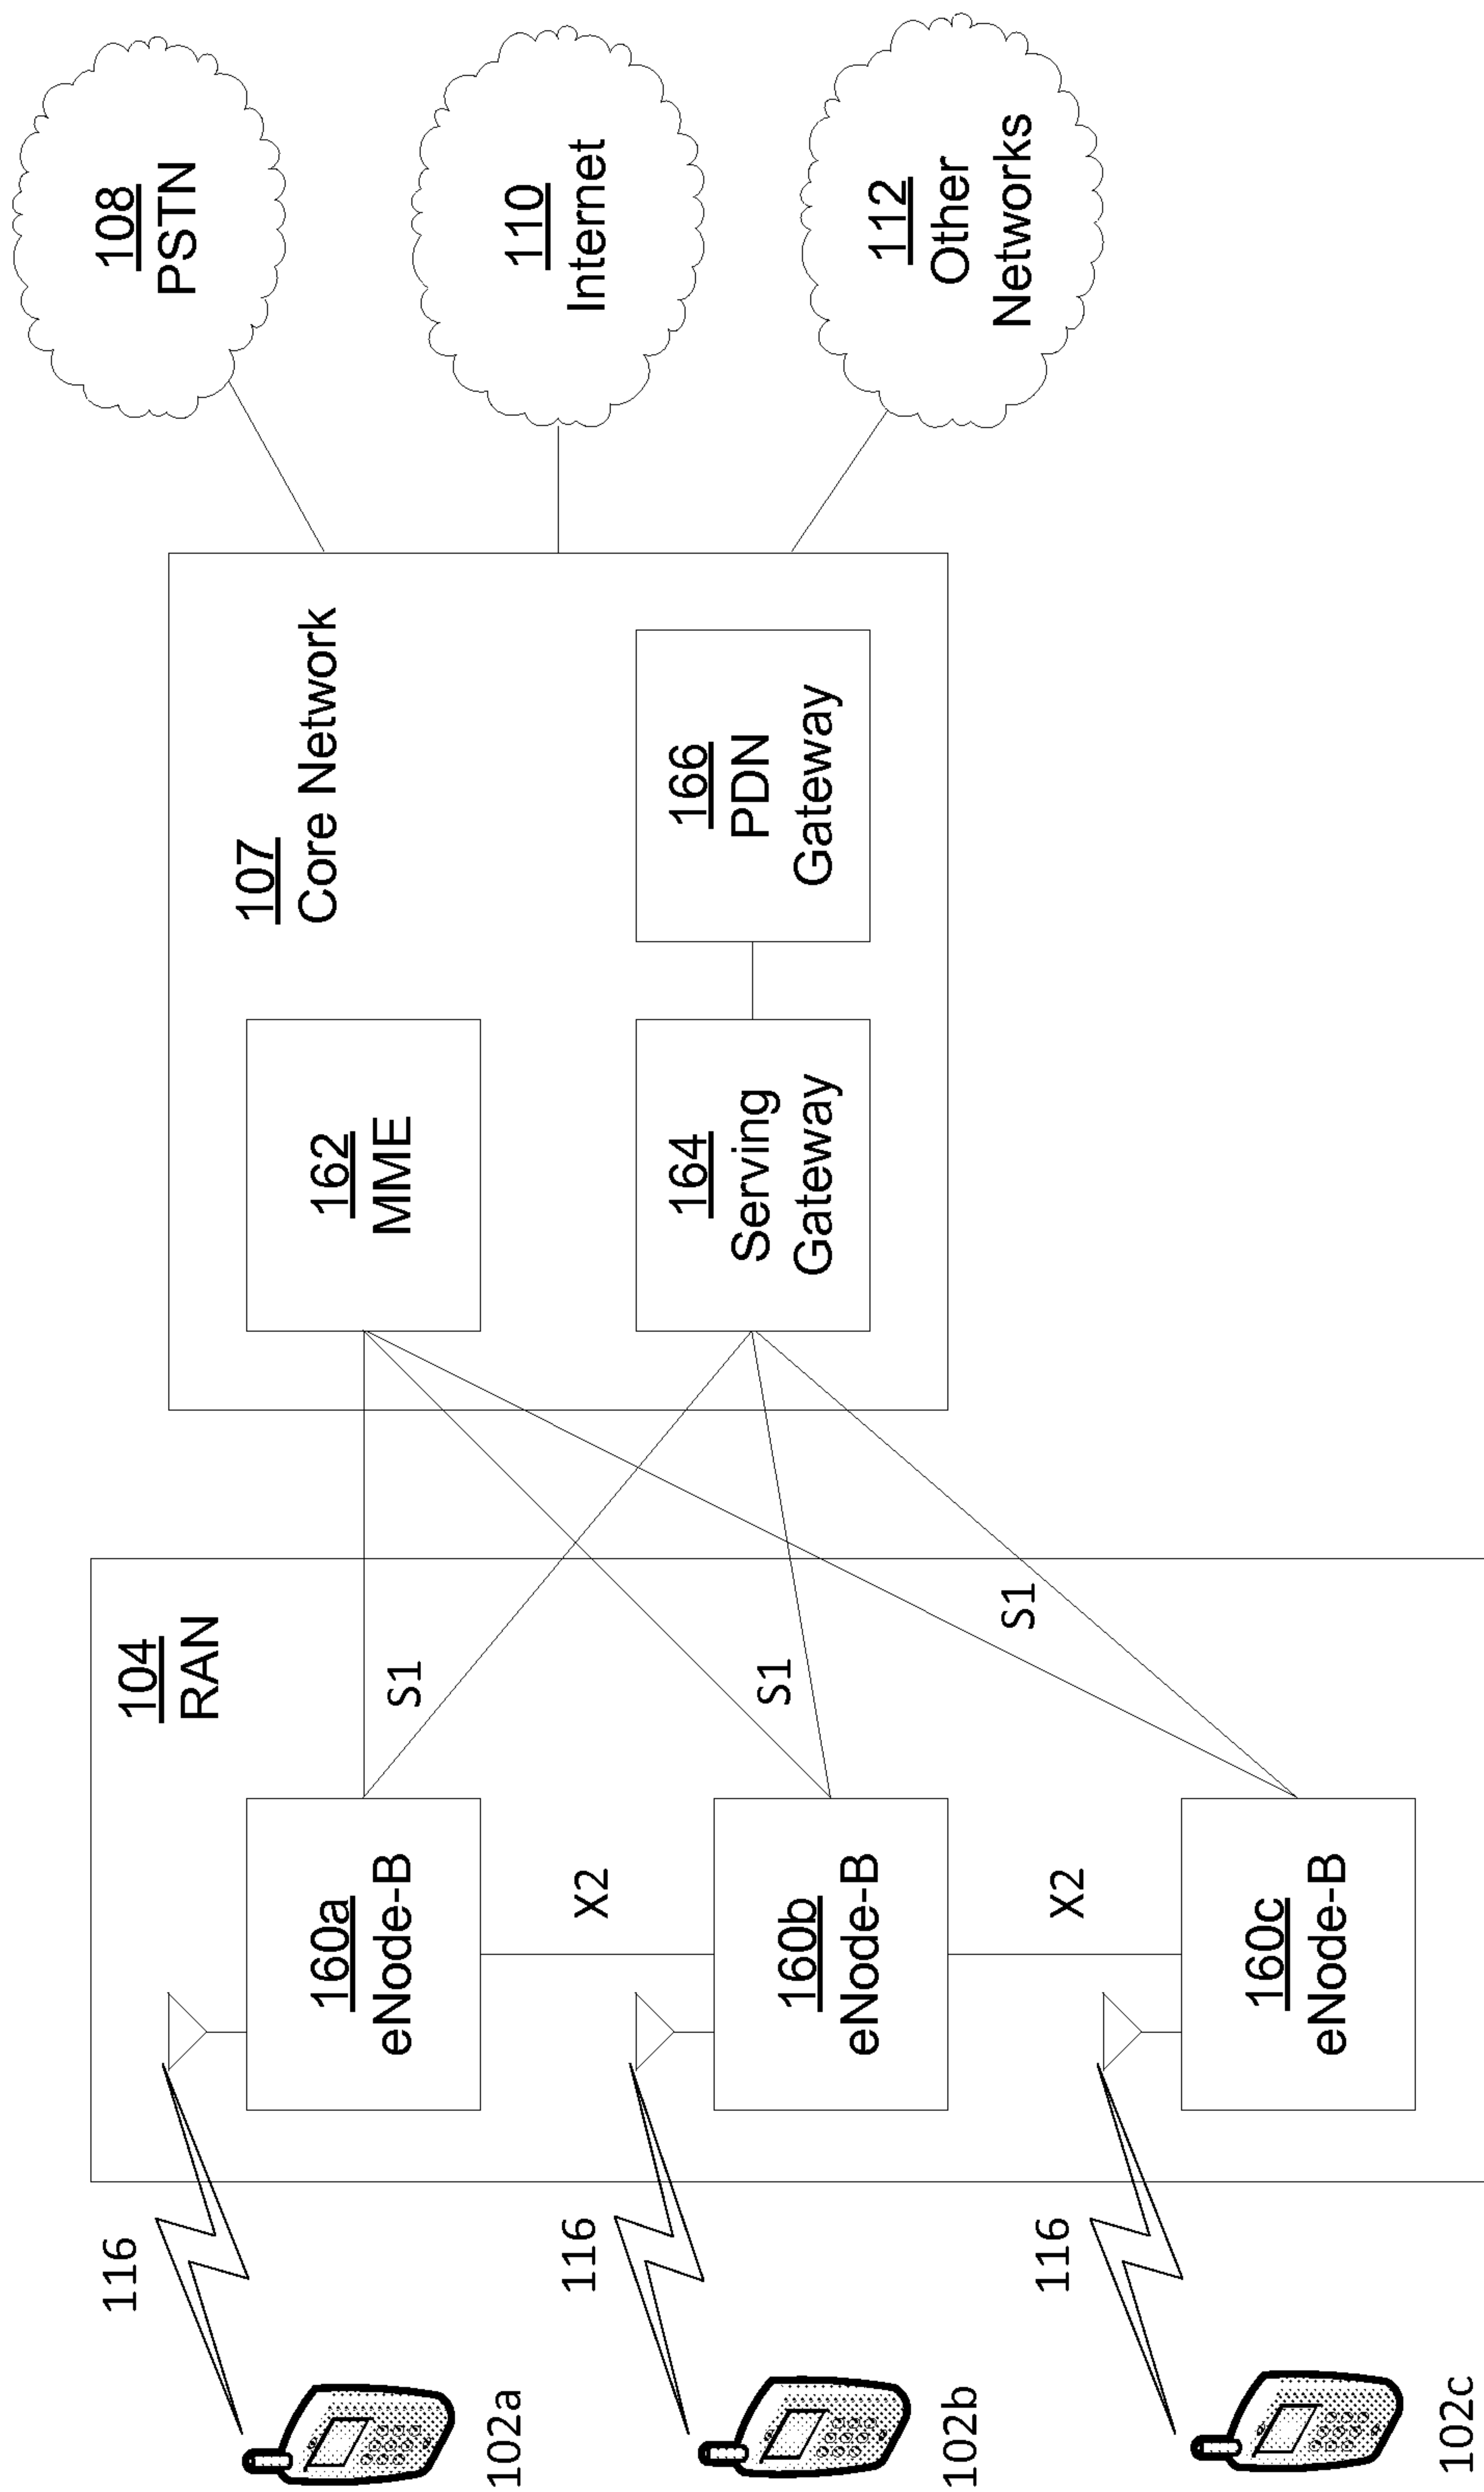 108
PSTN
110
Internet
112
Other
Networks
107
Core Network
162
MME
166
PDN
Gateway
164
Serving
Gateway
104
RAN
S1
S1
S1
160a
eNode-B
X2
160b
eNode-B
X2
160c
eNode-B
116
116
116
102a
102b
102c